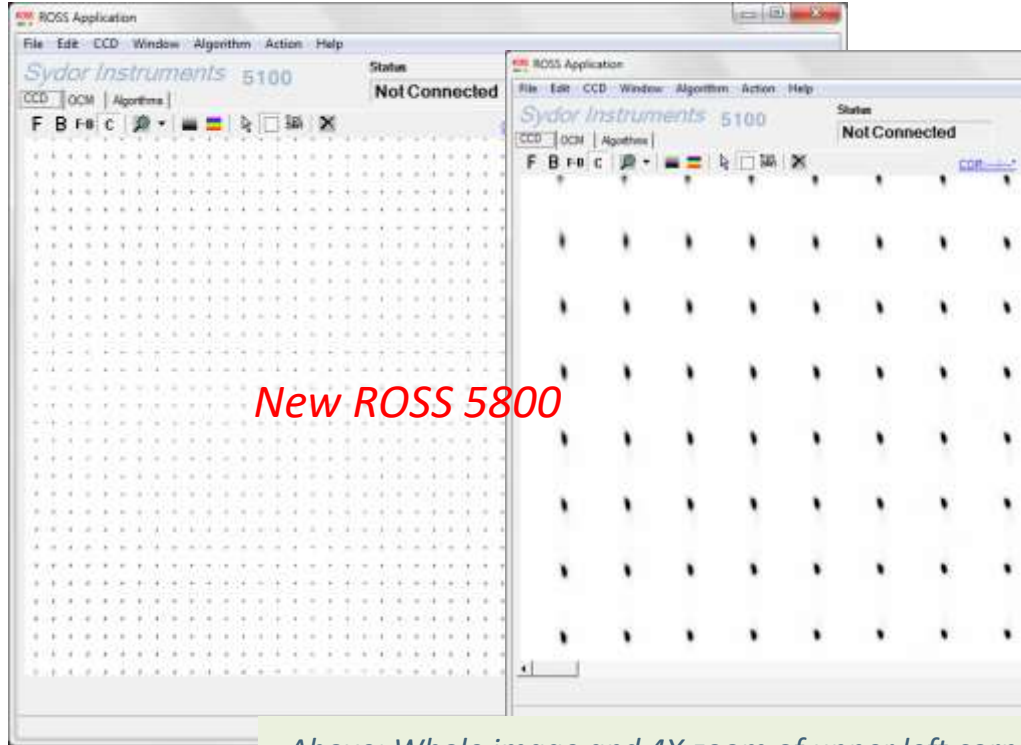 ROSS Application
File Edit CCD Window Algorithm Action Help
Sydor Instruments 5100
Status
Not Connected
CCD OCM Algorithms
F B F-B C
ROSS Application
File Edit CCD Window Algorithm Action Help
Sydor Instruments 5100
Status
Not Connected
CCD OCM Algorithms
F B F-B C
New ROSS 5800
Above: Whole image and 4X zoom of upper left corn